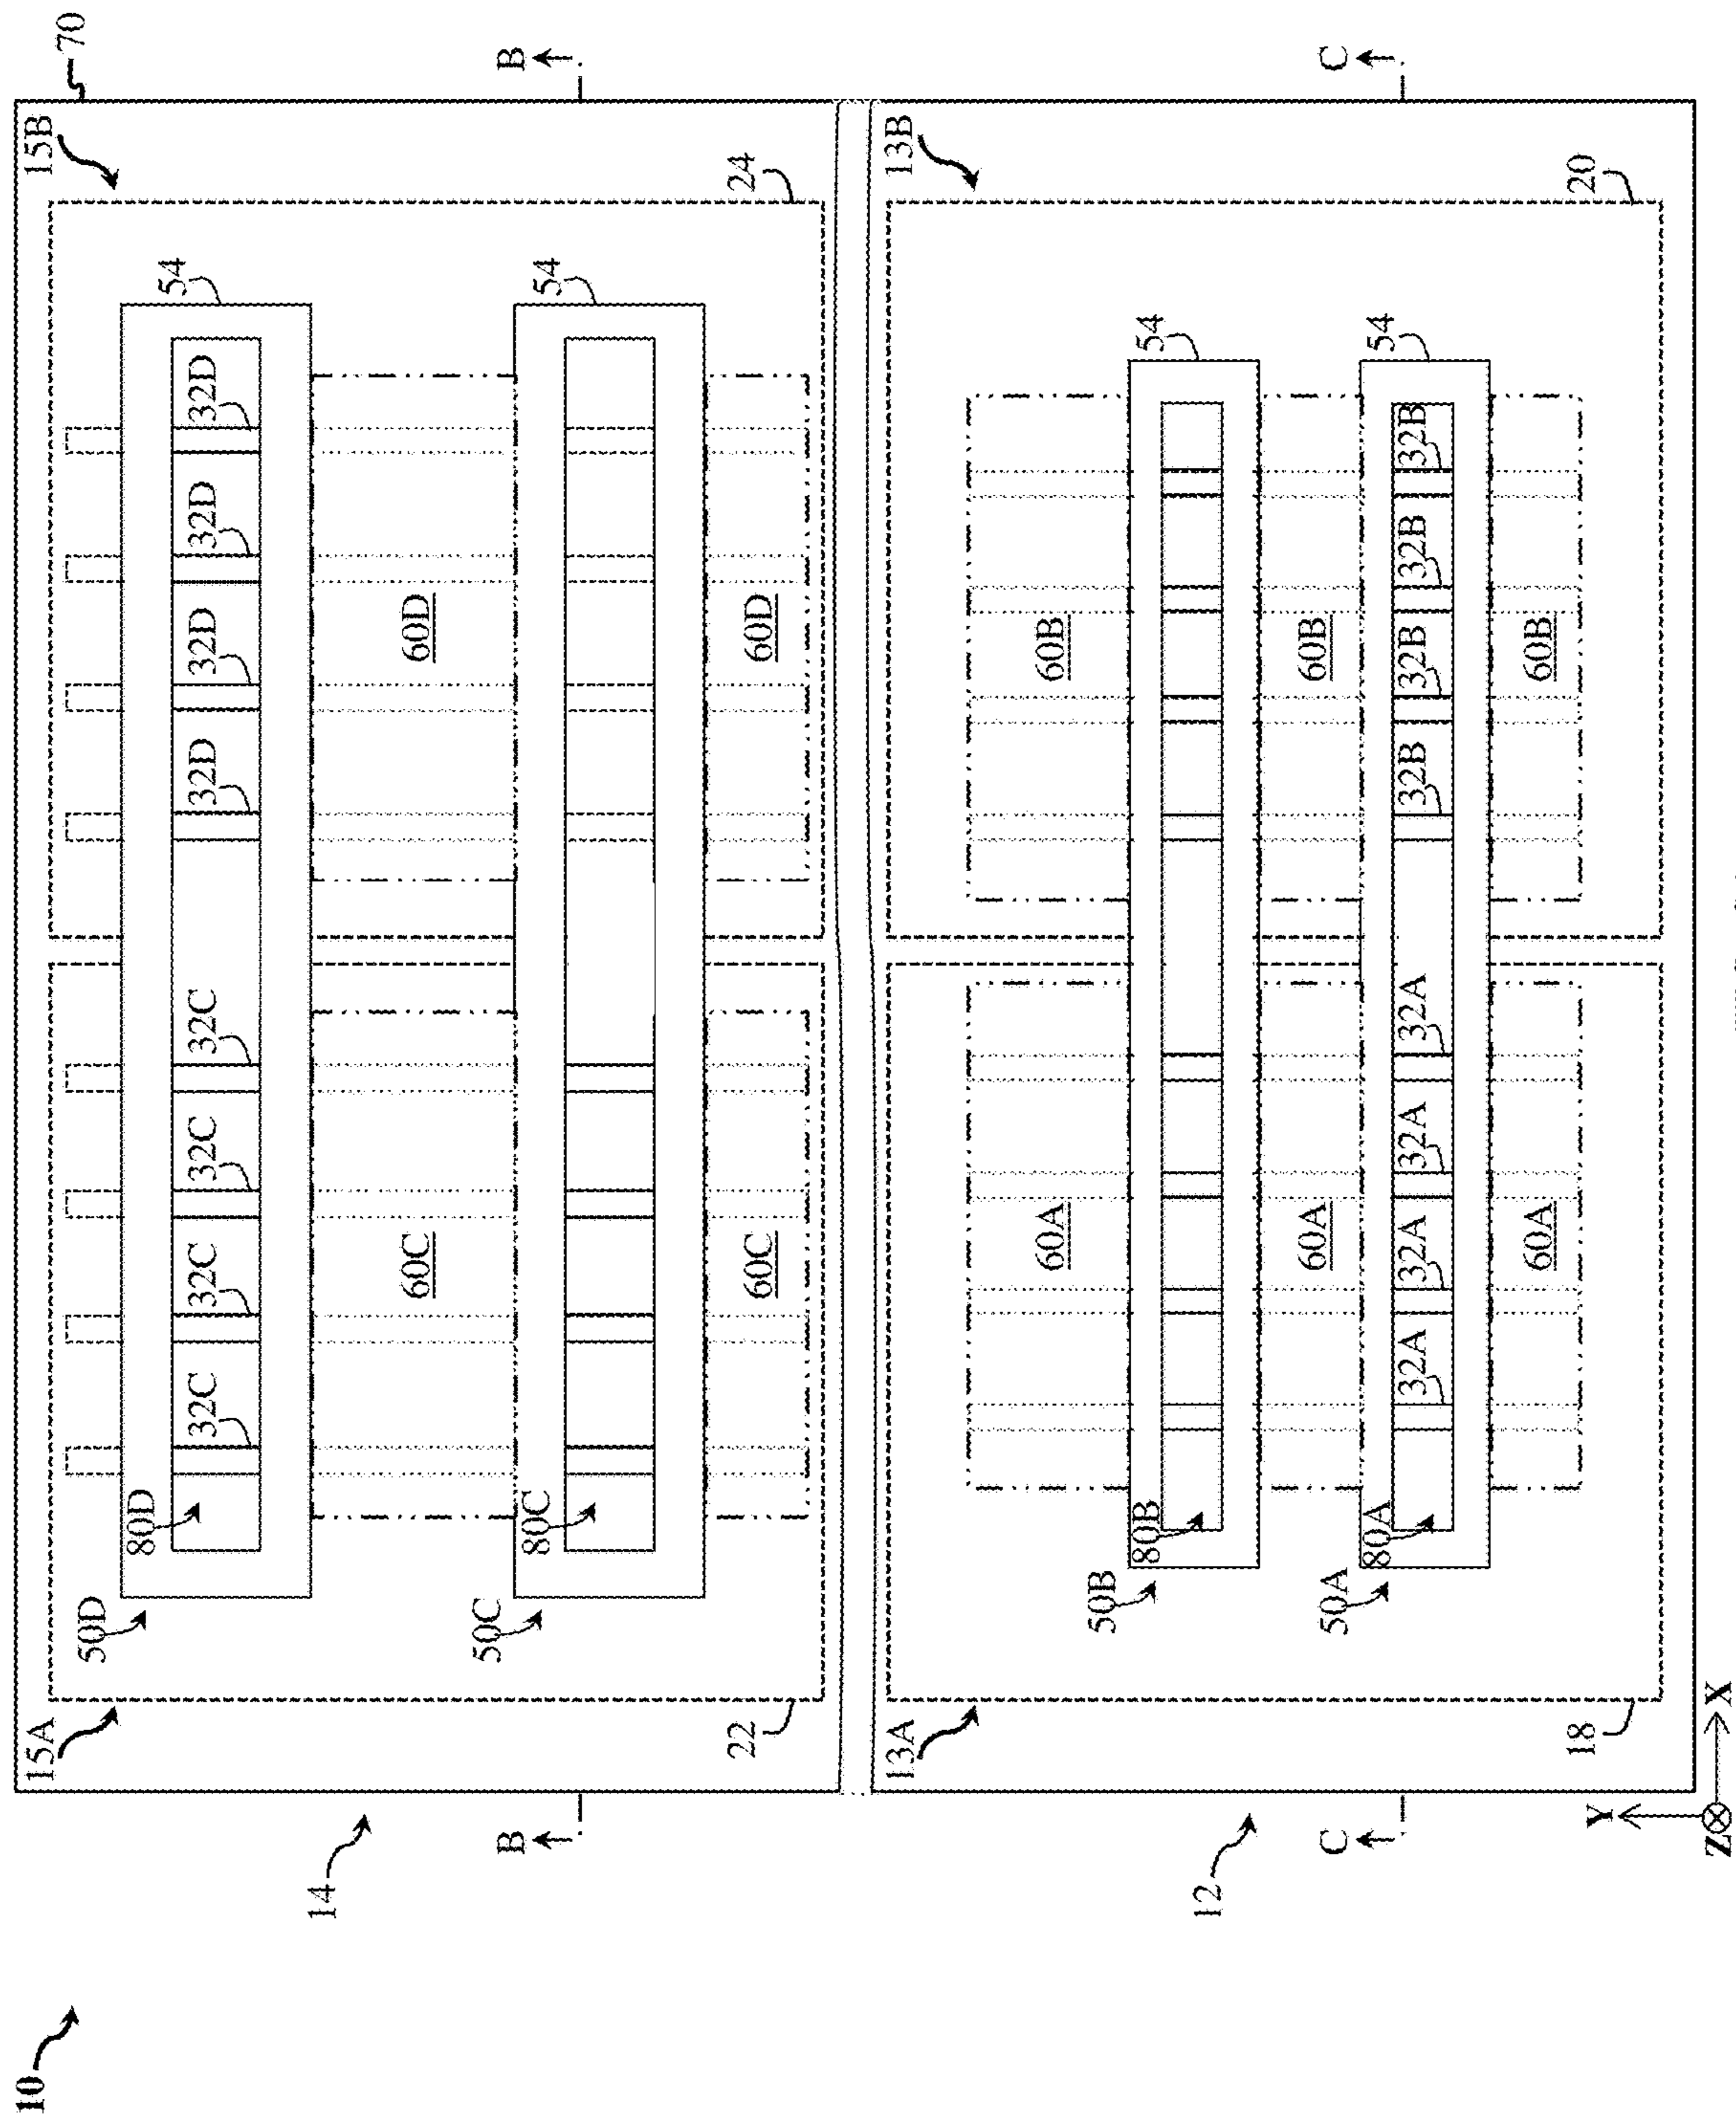 10
15A 15B
70
50D
80D 54
32C 32C 32C 32C 32D 32D 32D 32D
14
60C 60D
50C
B B
80C 54
22 24
60C 60D
13A 13B
60A 60B
50B
80B 54
12
60A 60B
C C
50A
80A 54
32A 32A 32A 32A 32B 32B 32B 32B
60A 60B
18 20
Y
Z X